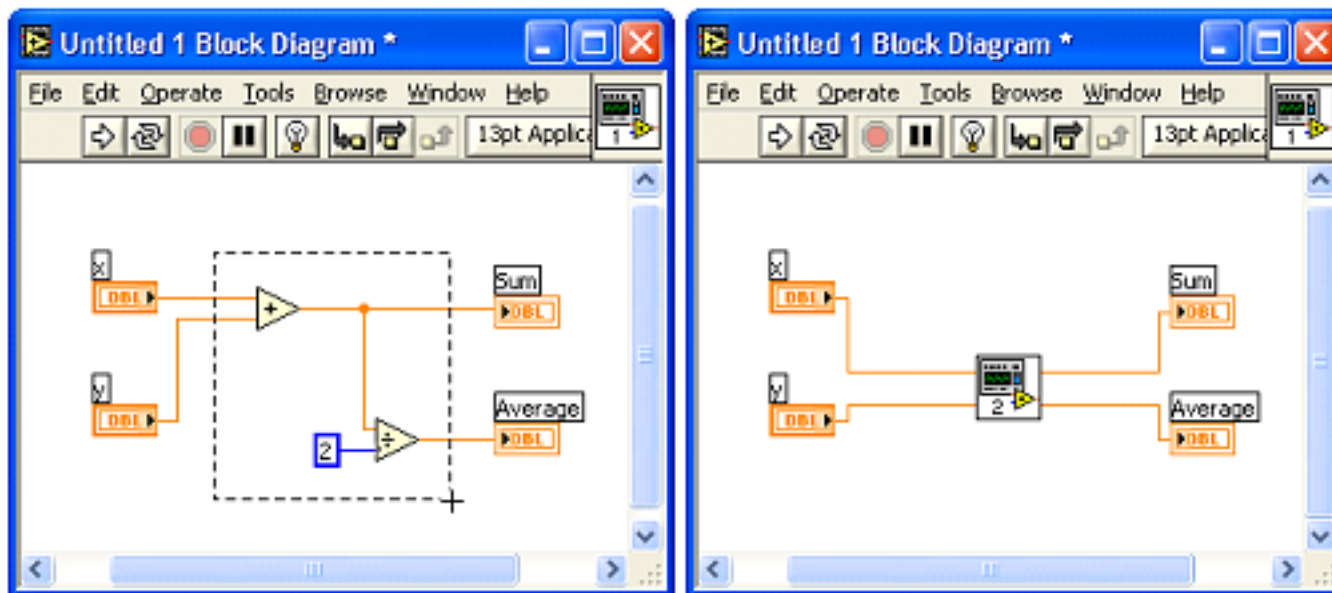 Untitled 1 Block Diagram *
File Edit Operate Tools Browse Window Help
13pt Applica
1
x
DBL
y
DBL
+
÷
2
Sum
DBL
Average
DBL
Untitled 1 Block Diagram *
File Edit Operate Tools Browse Window Help
13pt Applica
1
x
DBL
y
DBL
2
Sum
DBL
Average
DBL